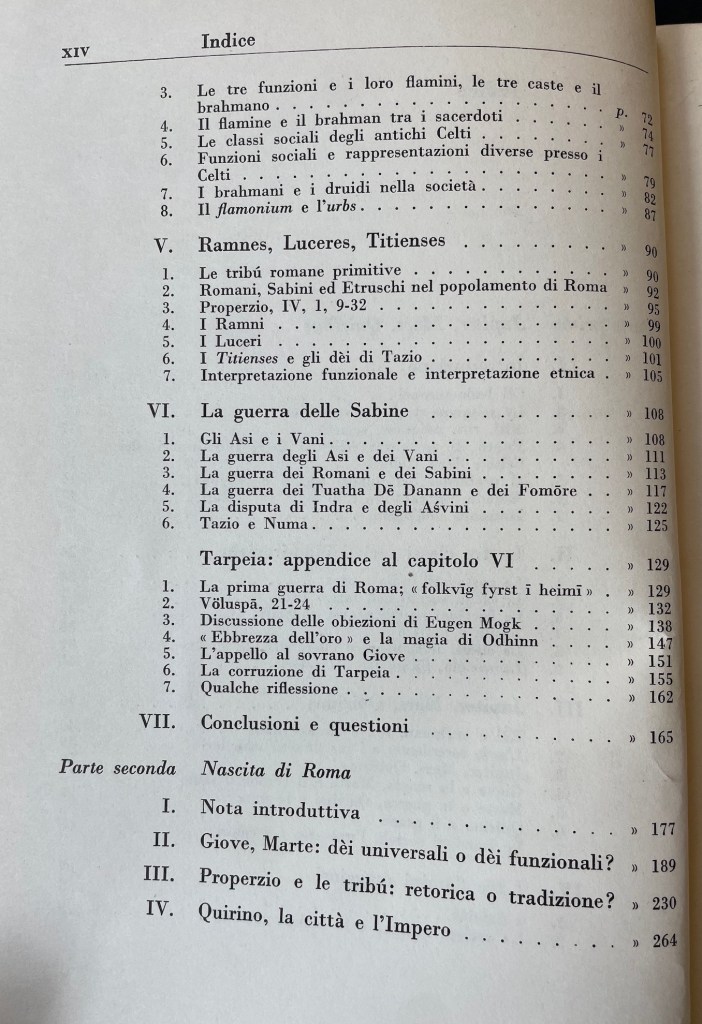 XIV Indice
3. Le tre funzioni e i loro flamini, le tre caste e il
brahmano . . . . . . . . . . . . . . . . . . . . p. 72
4. Il flamine e il brahman tra i sacerdoti . . . . . . » 74
5. Le classi sociali degli antichi Celti . . . . . . . . » 77
6. Funzioni sociali e rappresentazioni diverse presso i
Celti . . . . . . . . . . . . . . . . . . . . . . » 79
7. I brahmani e i druidi nella società . . . . . . . . » 82
8. Il flamonium e l'urbs . . . . . . . . . . . . . . . » 87
V. Ramnes, Luceres, Titienses . . . . . . . . . » 90
1. Le tribú romane primitive . . . . . . . . . . . . » 90
2. Romani, Sabini ed Etruschi nel popolamento di Roma » 92
3. Properzio, IV, 1, 9-32 . . . . . . . . . . . . . . » 95
4. I Ramni . . . . . . . . . . . . . . . . . . . . . » 99
5. I Luceri . . . . . . . . . . . . . . . . . . . . . » 100
6. I Titienses e gli dèi di Tazio . . . . . . . . . . . » 101
7. Interpretazione funzionale e interpretazione etnica . » 105
VI. La guerra delle Sabine . . . . . . . . . . . » 108
1. Gli Asi e i Vani . . . . . . . . . . . . . . . . . . » 108
2. La guerra degli Asi e dei Vani . . . . . . . . . . » 111
3. La guerra dei Romani e dei Sabini . . . . . . . . » 113
4. La guerra dei Tuatha Dē Danann e dei Fomōre . . » 117
5. La disputa di Indra e degli Aśvini . . . . . . . . . » 122
6. Tazio e Numa . . . . . . . . . . . . . . . . . . . » 125
Tarpeia: appendice al capitolo VI . . . . . » 129
1. La prima guerra di Roma; « folkvīg fyrst ī heimī » . » 129
2. Völuspā, 21-24 . . . . . . . . . . . . . . . . . . » 132
3. Discussione delle obiezioni di Eugen Mogk . . . . » 138
4. « Ebbrezza dell'oro » e la magia di Odhinn . . . . » 147
5. L'appello al sovrano Giove . . . . . . . . . . . . » 151
6. La corruzione di Tarpeia . . . . . . . . . . . . . » 155
7. Qualche riflessione . . . . . . . . . . . . . . . . » 162
VII. Conclusioni e questioni . . . . . . . . . . . » 165
Parte seconda Nascita di Roma
I. Nota introduttiva . . . . . . . . . . . . . . » 177
II. Giove, Marte: dèi universali o dèi funzionali? » 189
III. Properzio e le tribú: retorica o tradizione? » 230
IV. Quirino, la città e l'Impero . . . . . . . . . » 264